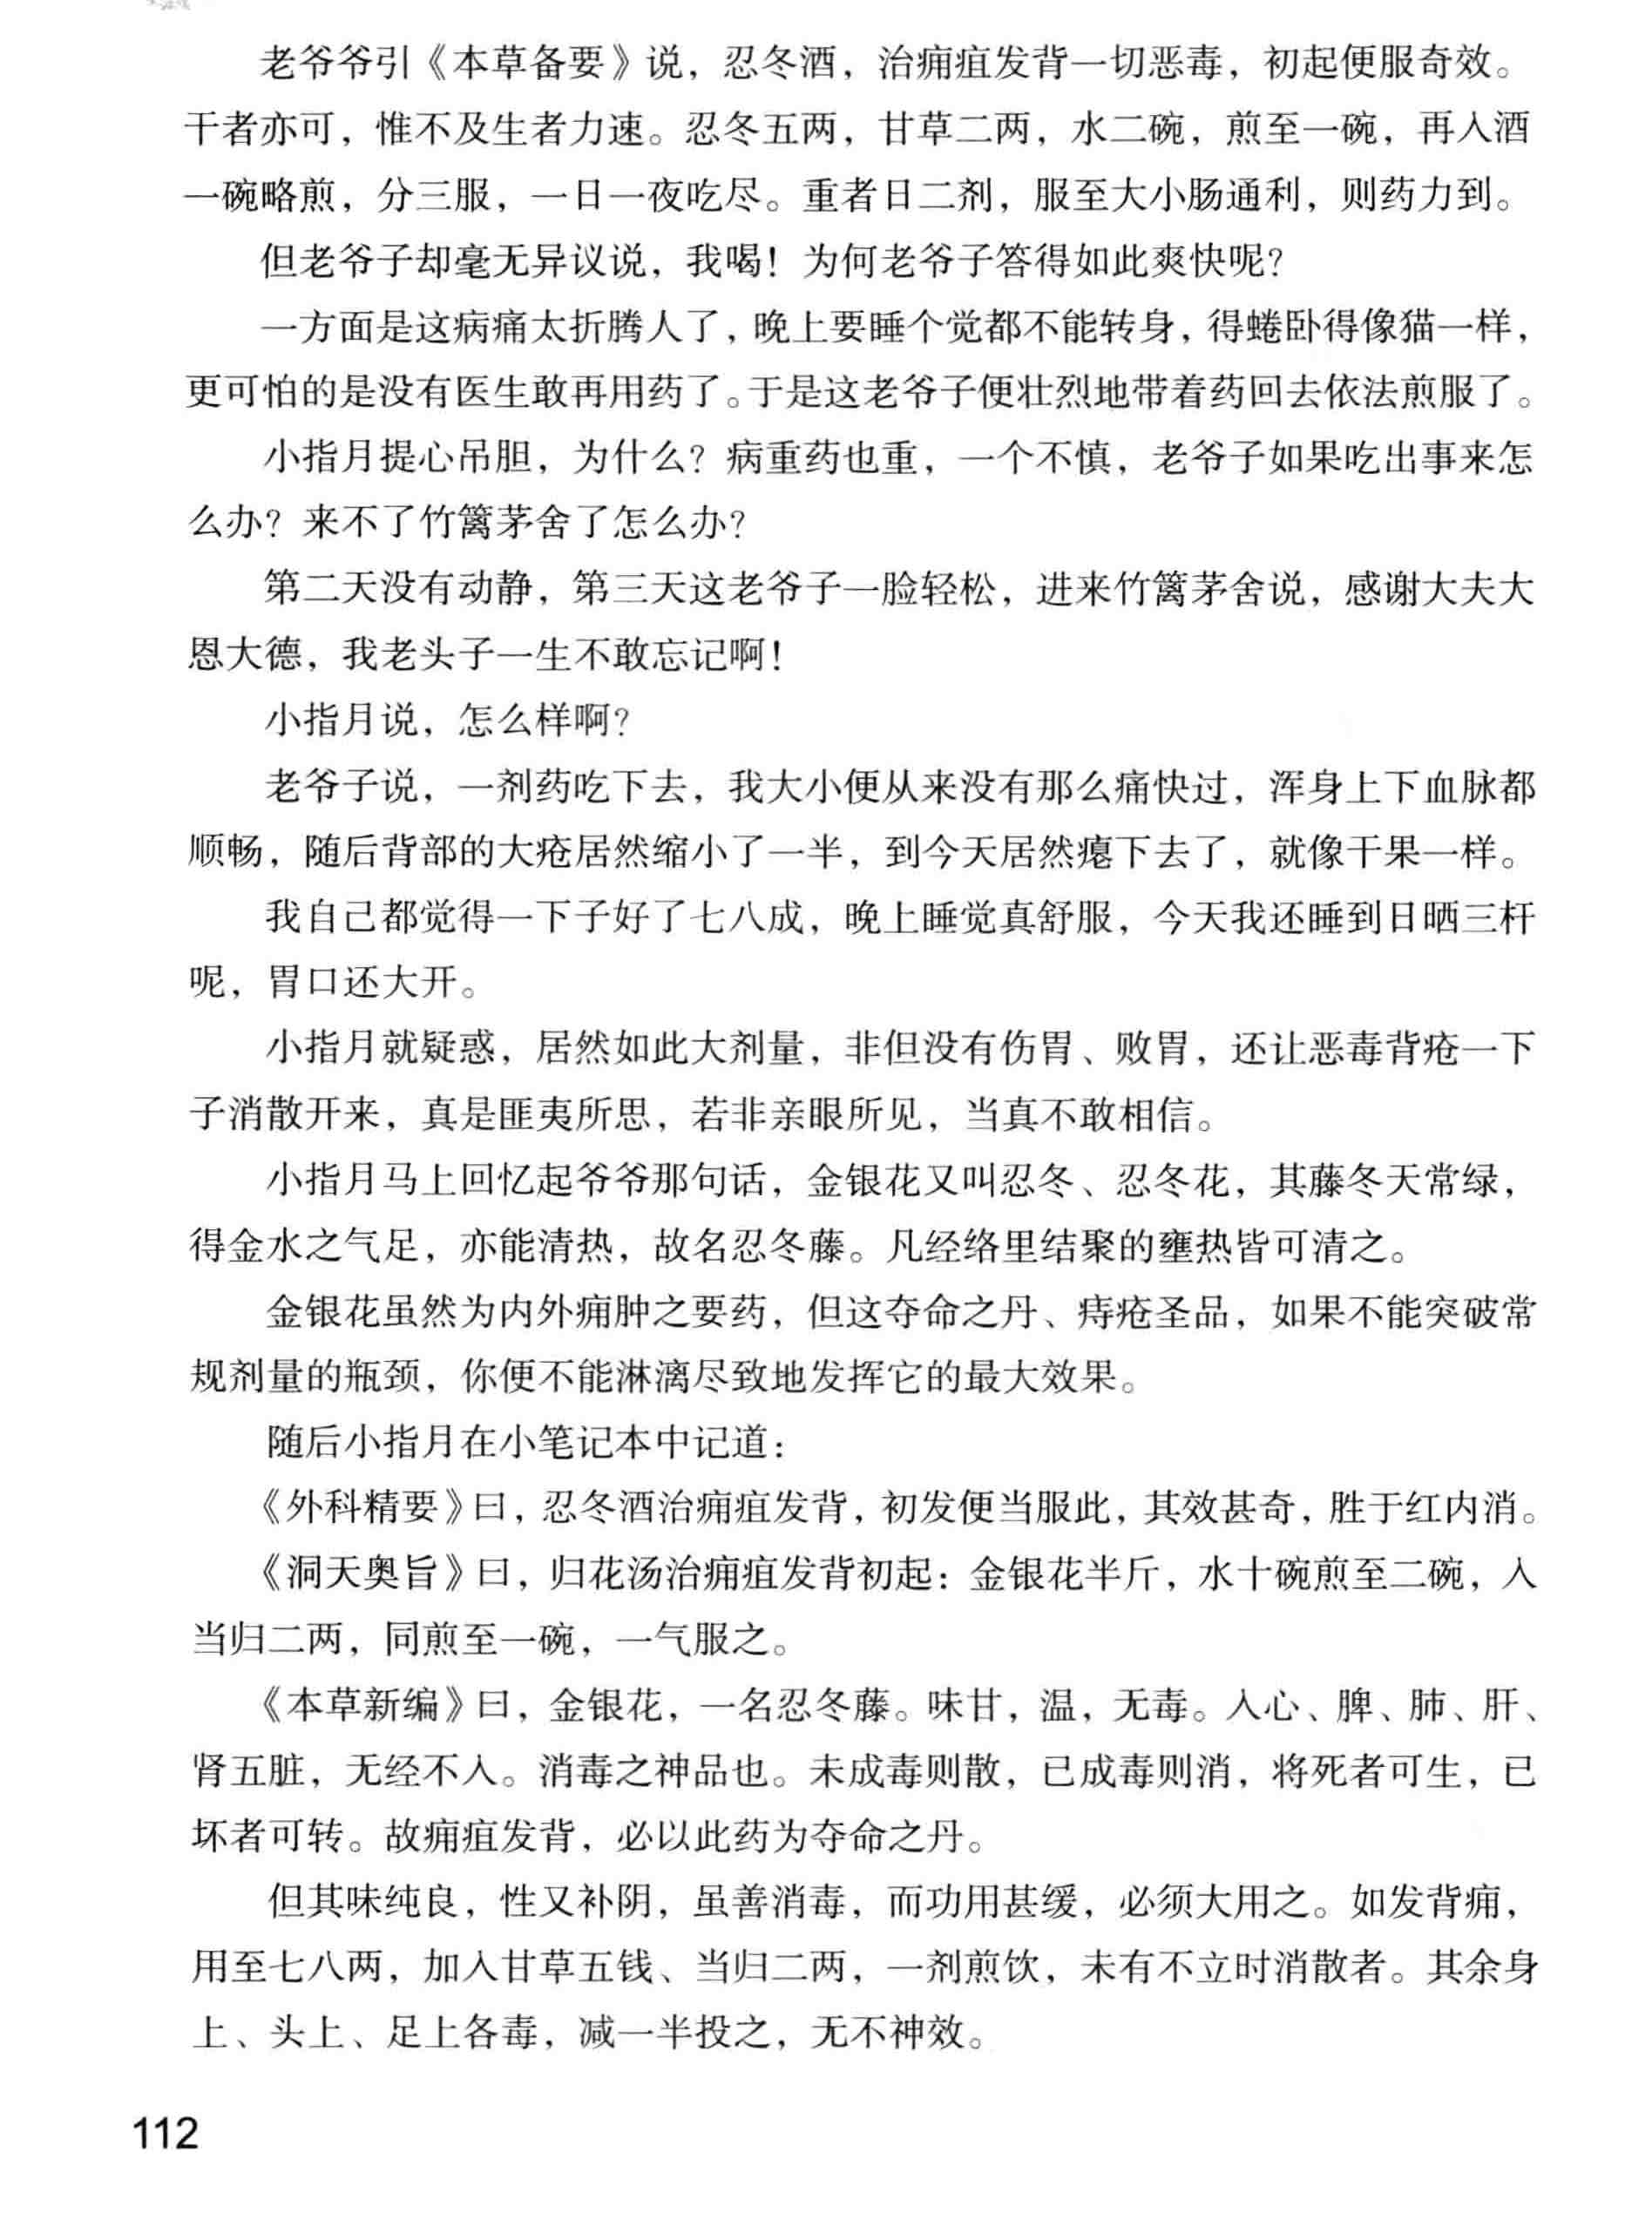 老爷爷引《本草备要》说，忍冬酒，治痈疽发背一切恶毒，初起便服奇效。
干者亦可，惟不及生者力速。忍冬五两，甘草二两，水二碗，煎至一碗，再入酒
一碗略煎，分三服，一日一夜吃尽。重者日二剂，服至大小肠通利，则药力到。
但老爷子却毫无异议说，我喝！为何老爷子答得如此爽快呢？
一方面是这病痛太折腾人了，晚上要睡个觉都不能转身，得蜷卧得像猫一样，
更可怕的是没有医生敢再用药了。于是这老爷子便壮烈地带着药回去依法煎服了。
小指月提心吊胆，为什么？病重药也重，一个不慎，老爷子如果吃出事来怎
么办？来不了竹篱茅舍了怎么办？
第二天没有动静，第三天这老爷子一脸轻松，进来竹篱茅舍说，感谢大夫大
恩大德，我老头子一生不敢忘记啊！
小指月说，怎么样啊？
老爷子说，一剂药吃下去，我大小便从来没有那么痛快过，浑身上下血脉都
顺畅，随后背部的大疮居然缩小了一半，到今天居然瘪下去了，就像干果一样。
我自己都觉得一下子好了七八成，晚上睡觉真舒服，今天我还睡到日晒三杆
呢，胃口还大开。
小指月就疑惑，居然如此大剂量，非但没有伤胃、败胃，还让恶毒背疮一下
子消散开来，真是匪夷所思，若非亲眼所见，当真不敢相信。
小指月马上回忆起爷爷那句话，金银花又叫忍冬、忍冬花，其藤冬天常绿，
得金水之气足，亦能清热，故名忍冬藤。凡经络里结聚的壅热皆可清之。
金银花虽然为内外痈肿之要药，但这夺命之丹、痔疮圣品，如果不能突破常
规剂量的瓶颈，你便不能淋漓尽致地发挥它的最大效果。
随后小指月在小笔记本中记道：
《外科精要》曰，忍冬酒治痈疽发背，初发便当服此，其效甚奇，胜于红内消。
《洞天奥旨》曰，归花汤治痈疽发背初起：金银花半斤，水十碗煎至二碗，入
当归二两，同煎至一碗，一气服之。
《本草新编》曰，金银花，一名忍冬藤。味甘，温，无毒。入心、脾、肺、肝、
肾五脏，无经不入。消毒之神品也。未成毒则散，已成毒则消，将死者可生，已
坏者可转。故痈疽发背，必以此药为夺命之丹。
但其味纯良，性又补阴，虽善消毒，而功用甚缓，必须大用之。如发背痈，
用至七八两，加入甘草五钱、当归二两，一剂煎饮，未有不立时消散者。其余身
上、头上、足上各毒，减一半投之，无不神效。
112